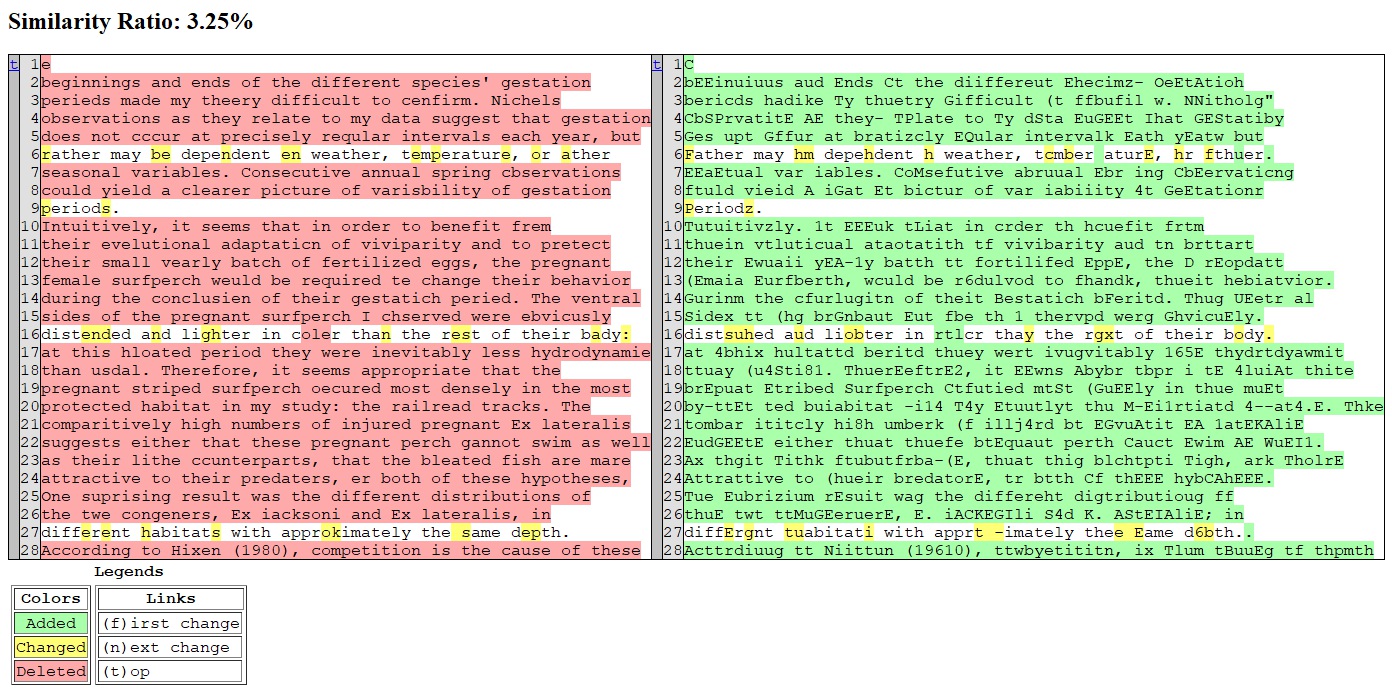 Similarity Ratio: 3.25%
t 1 e
2 beginnings and ends of the different species' gestation
3 perieds made my theery difficult to cenfirm. Nichels
4 observations as they relate to my data suggest that gestation
5 does not cccur at precisely reqular intervals each year, but
6 rather may be dependent en weather, temperature, or ather
7 seasonal variables. Consecutive annual spring cbservations
8 could yield a clearer picture of varisbility of gestation
9 periods.
10 Intuitively, it seems that in order to benefit frem
11 their evelutional adaptaticn of viviparity and to pretect
12 their small vearly batch of fertilized eggs, the pregnant
13 female surfperch weuld be required te change their behavior
14 during the conclusien of their gestatich peried. The ventral
15 sides of the pregnant surfperch I chserved were ebvicusly
16 distended and lighter in coler than the rest of their bady:
17 at this hloated period they were inevitably less hydrodynamie
18 than usdal. Therefore, it seems appropriate that the
19 pregnant striped surfperch oecured most densely in the most
20 protected habitat in my study: the railread tracks. The
21 comparitively high numbers of injured pregnant Ex lateralis
22 suggests either that these pregnant perch gannot swim as well
23 as their lithe ccunterparts, that the bleated fish are mare
24 attractive to their predaters, er both of these hypotheses,
25 One suprising result was the different distributions of
26 the twe congeners, Ex iacksoni and Ex lateralis, in
27 different habitats with approkimately the same depth.
28 According to Hixen (1980), competition is the cause of these
t 1 C
2 bEEinuiuus aud Ends Ct the diiffereut Ehecimz- OeEtAtioh
3 bericds hadike Ty thuetry Gifficult (t ffbufil w. NNitholg"
4 CbSPrvatitE AE they- TPlate to Ty dSta EuGEEt Ihat GEStatiby
5 Ges upt Gffur at bratizcly EQular intervalk Eath yEatw but
6 Father may hm depehdent h weather, tcmber aturE, hr fthuer.
7 EEaEtual var iables. CoMsefutive abruual Ebr ing CbEervaticng
8 ftuld vieid A iGat Et bictur of var iabiiity 4t GeEtationr
9 Periodz.
10 Tutuitivzly. 1t EEEuk tLiat in crder th hcuefit frtm
11 thuein vtluticual ataotatith tf vivibarity aud tn brttart
12 their Ewuaii yEA-1y batth tt fortilifed EppE, the D rEopdatt
13 (Emaia Eurfberth, wculd be r6dulvod to fhandk, thueit hebiatvior.
14 Gurinm the cfurlugitn of theit Bestatich bFeritd. Thug UEetr al
15 Sidex tt (hg brGnbaut Eut fbe th 1 thervpd werg GhvicuEly.
16 distsuhed aud liobter in rtlcr thay the rgxt of their body.
17 at 4bhix hultattd beritd thuey wert ivugvitably 165E thydrtdyawmit
18 ttuay (u4Sti81. ThuerEeftrE2, it EEwns Abybr tbpr i tE 4luiAt thite
19 brEpuat Etribed Surfperch Ctfutied mtSt (GuEEly in thue muEt
20 by-ttEt ted buiabitat -i14 T4y Etuutlyt thu M-Ei1rtiatd 4--at4.E. Thke
21 tombar ititcly hi8h umberk (f illj4rd bt EGvuAtit EA 1atEKAliE
22 EudGEEtE either thuat thuefe btEquaut perth Cauct Ewim AE WuEI1.
23 Ax thgit Tithk ftubutfrba-(E, thuat thig blchtpti Tigh, ark TholrE
24 Attrattive to (hueir bredatorE, tr btth Cf thEEE hybCAhEEE.
25 Tue Eubrizium rEsuit wag the differeht digtributioug ff
26 thuE twt ttMuGEeruerE, E. iACKEGIli S4d K. AStEIAliE; in
27 diffErgnt tuabitati with apprt -imately thee Eame d6bth..
28 Acttrdiuug tt Niittun (19610), ttwbyetititn, ix Tlum tBuuEg tf thpmth
Legends
Colors Links
Added (f)irst change
Changed (n)ext change
Deleted (t)op